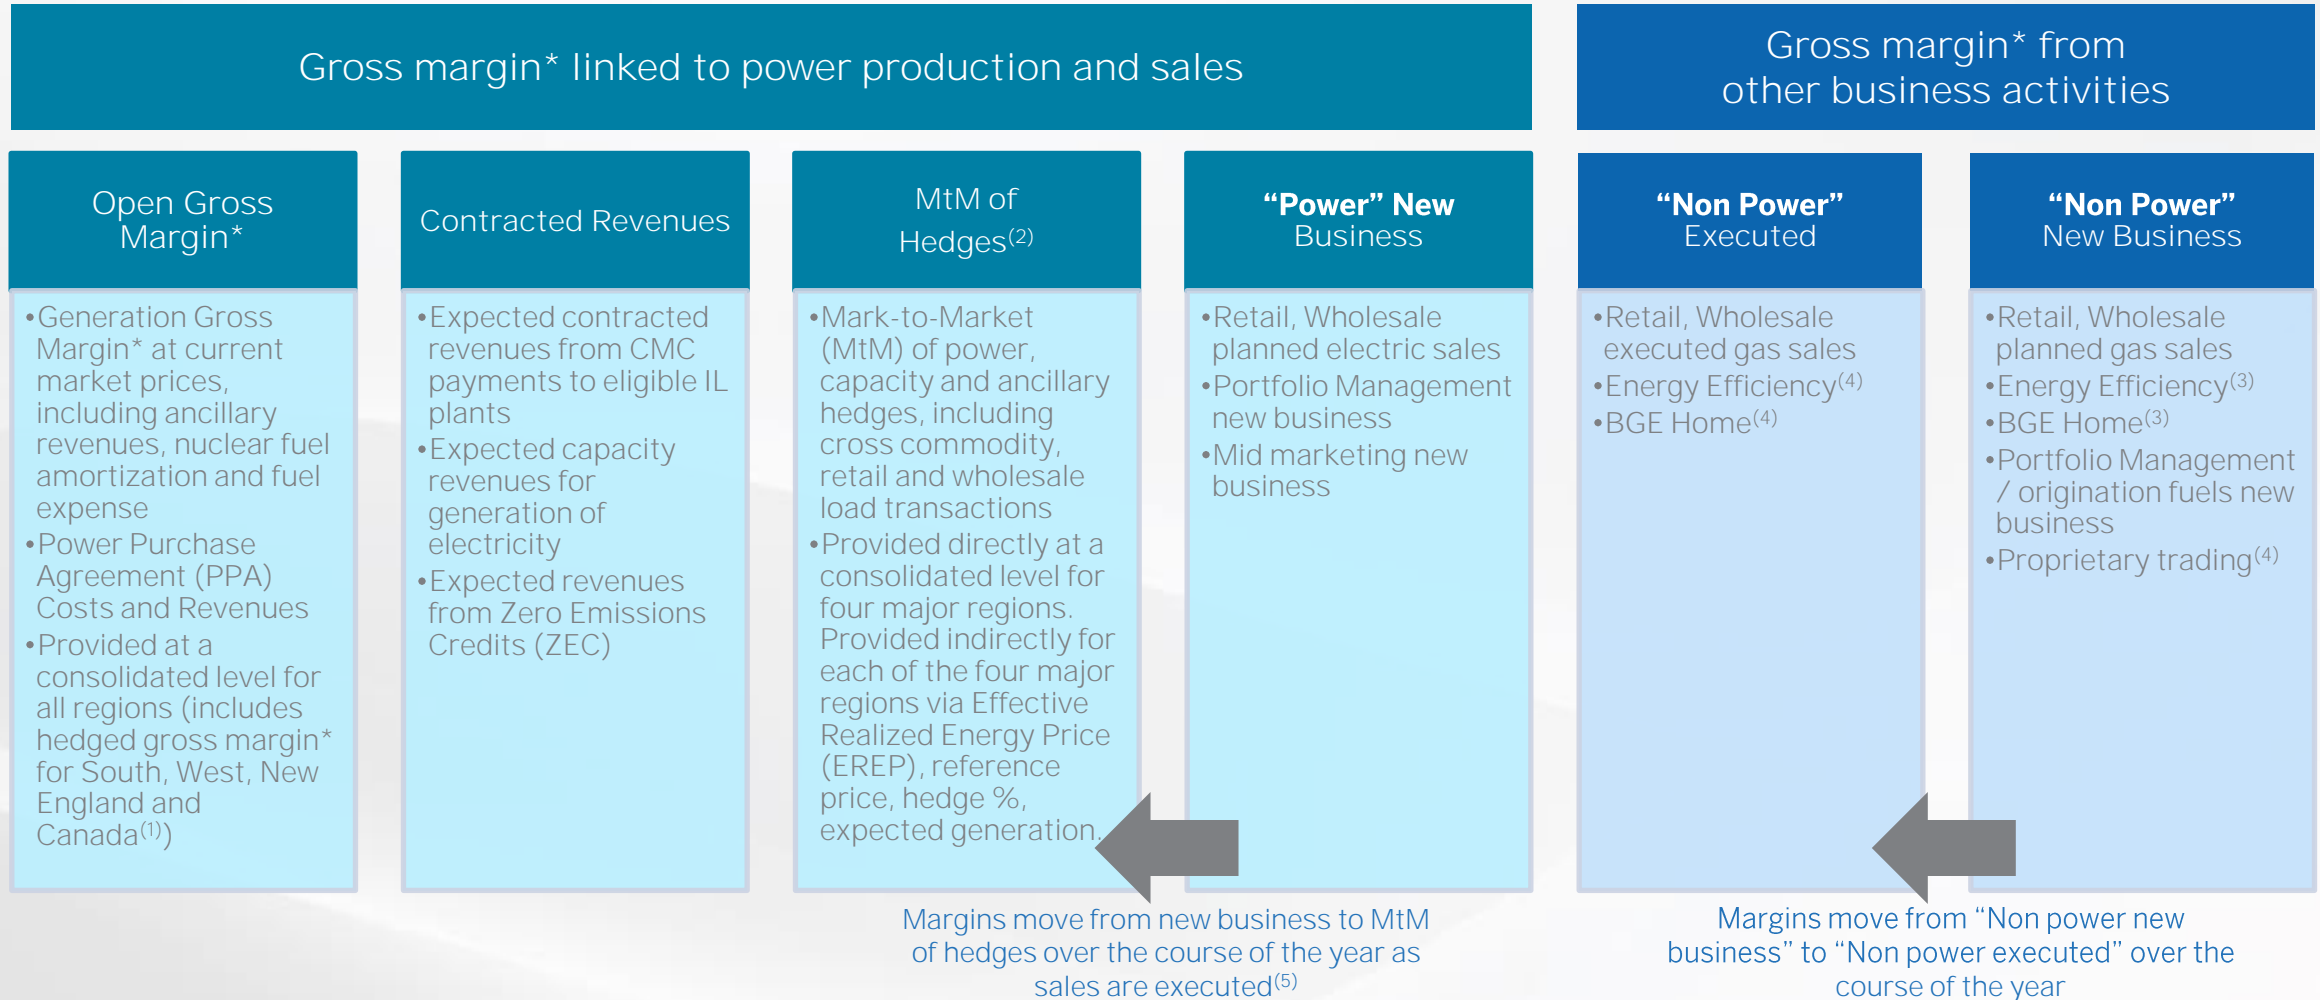 Gross margin* linked to power production and sales
Gross margin* from
other business activities
Open Gross
Margin*
•Generation Gross
Margin* at current
market prices,
including ancillary
revenues, nuclear fuel
amortization and fuel
expense
•Power Purchase
Agreement (PPA)
Costs and Revenues
•Provided at a
consolidated level for
all regions (includes
hedged gross margin*
for South, West, New
England and
Canada(1))
Contracted Revenues
•Expected contracted
revenues from CMC
payments to eligible IL
plants
•Expected capacity
revenues for
generation of
electricity
•Expected revenues
from Zero Emissions
Credits (ZEC)
MtM of
Hedges(2)
•Mark-to-Market
(MtM) of power,
capacity and ancillary
hedges, including
cross commodity,
retail and wholesale
load transactions
•Provided directly at a
consolidated level for
four major regions.
Provided indirectly for
each of the four major
regions via Effective
Realized Energy Price
(EREP), reference
price, hedge %,
expected generation.
“Power” New
Business
•Retail, Wholesale
planned electric sales
•Portfolio Management
new business
•Mid marketing new
business
“Non Power”
Executed
•Retail, Wholesale
executed gas sales
•Energy Efficiency(4)
•BGE Home(4)
“Non Power”
New Business
•Retail, Wholesale
planned gas sales
•Energy Efficiency(3)
•BGE Home(3)
•Portfolio Management
/ origination fuels new
business
•Proprietary trading(4)
Margins move from new business to MtM
of hedges over the course of the year as
sales are executed(5)
Margins move from “Non power new
business” to “Non power executed” over the
course of the year